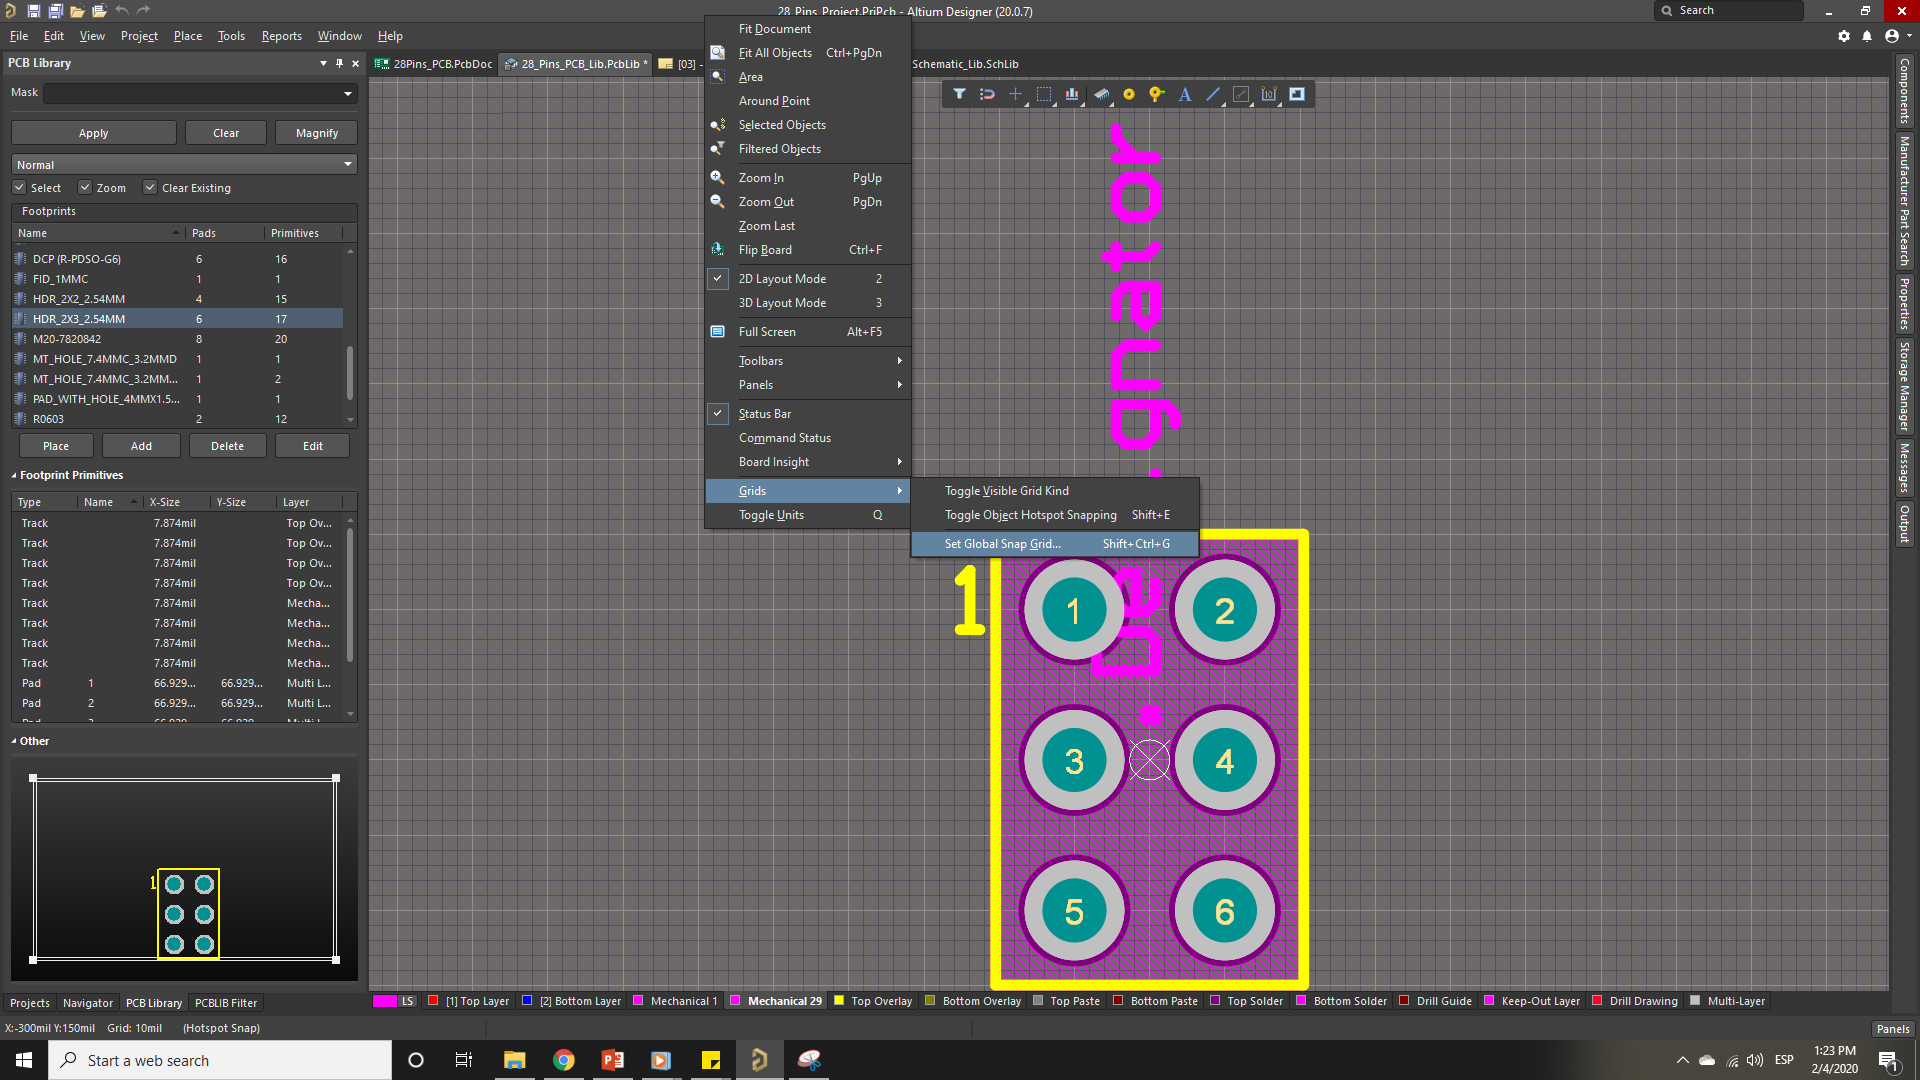 28_Pins_Project.PrjPcb - Altium Designer (20.0.7)
Search
File Edit View Project Place Tools Reports Window Help
PCB Library
28Pins_PCB.PcbDoc
28_Pins_PCB_Lib.PcbLib *
[03] -
Schematic_Lib.SchLib
Mask
Apply Clear Magnify
Normal
Select Zoom Clear Existing
Footprints
Name Pads Primitives
DCP (R-PDSO-G6) 6 16
FID_1MMC 1 1
HDR_2X2_2.54MM 4 15
HDR_2X3_2.54MM 6 17
M20-7820842 8 20
MT_HOLE_7.4MMC_3.2MMD 1 1
MT_HOLE_7.4MMC_3.2MM... 1 2
PAD_WITH_HOLE_4MMX1.5... 1 1
R0603 2 12
Place Add Delete Edit
Footprint Primitives
Type Name X-Size Y-Size Layer
Track 7.874mil Top Ov...
Track 7.874mil Top Ov...
Track 7.874mil Top Ov...
Track 7.874mil Top Ov...
Track 7.874mil Mecha...
Track 7.874mil Mecha...
Track 7.874mil Mecha...
Track 7.874mil Mecha...
Pad 1 66.929... 66.929... Multi L...
Pad 2 66.929... 66.929... Multi L...
Other
1
Projects Navigator PCB Library PCBLIB Filter
Fit Document
Fit All Objects Ctrl+PgDn
Area
Around Point
Selected Objects
Filtered Objects
Zoom In PgUp
Zoom Out PgDn
Zoom Last
Flip Board Ctrl+F
2D Layout Mode 2
3D Layout Mode 3
Full Screen Alt+F5
Toolbars
Panels
Status Bar
Command Status
Board Insight
Grids
Toggle Units Q
Toggle Visible Grid Kind
Toggle Object Hotspot Snapping Shift+E
Set Global Snap Grid... Shift+Ctrl+G
1
1 2
3 4
5 6
Components
Manufacturer Part Search
Properties
Storage Manager
Messages
Output
LS [1] Top Layer [2] Bottom Layer Mechanical 1 Mechanical 29 Top Overlay Bottom Overlay Top Paste Bottom Paste Top Solder Bottom Solder Drill Guide Keep-Out Layer Drill Drawing Multi-Layer
X:-300mil Y:150mil Grid: 10mil (Hotspot Snap)
Panels
Start a web search
ESP
1:23 PM
2/4/2020
1